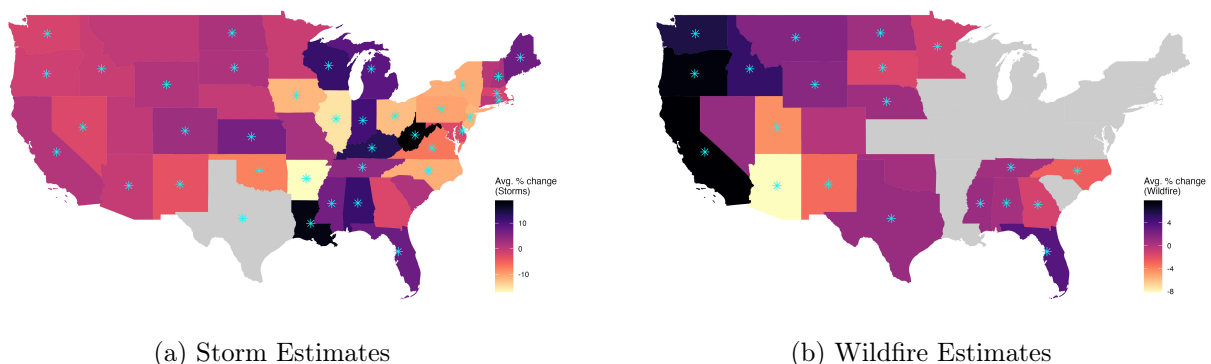 Avg. % change
(Storms)
10
0
-10
Avg. % change
(Wildfire)
4
0
-4
-8
(a) Storm Estimates
(b) Wildfire Estimates